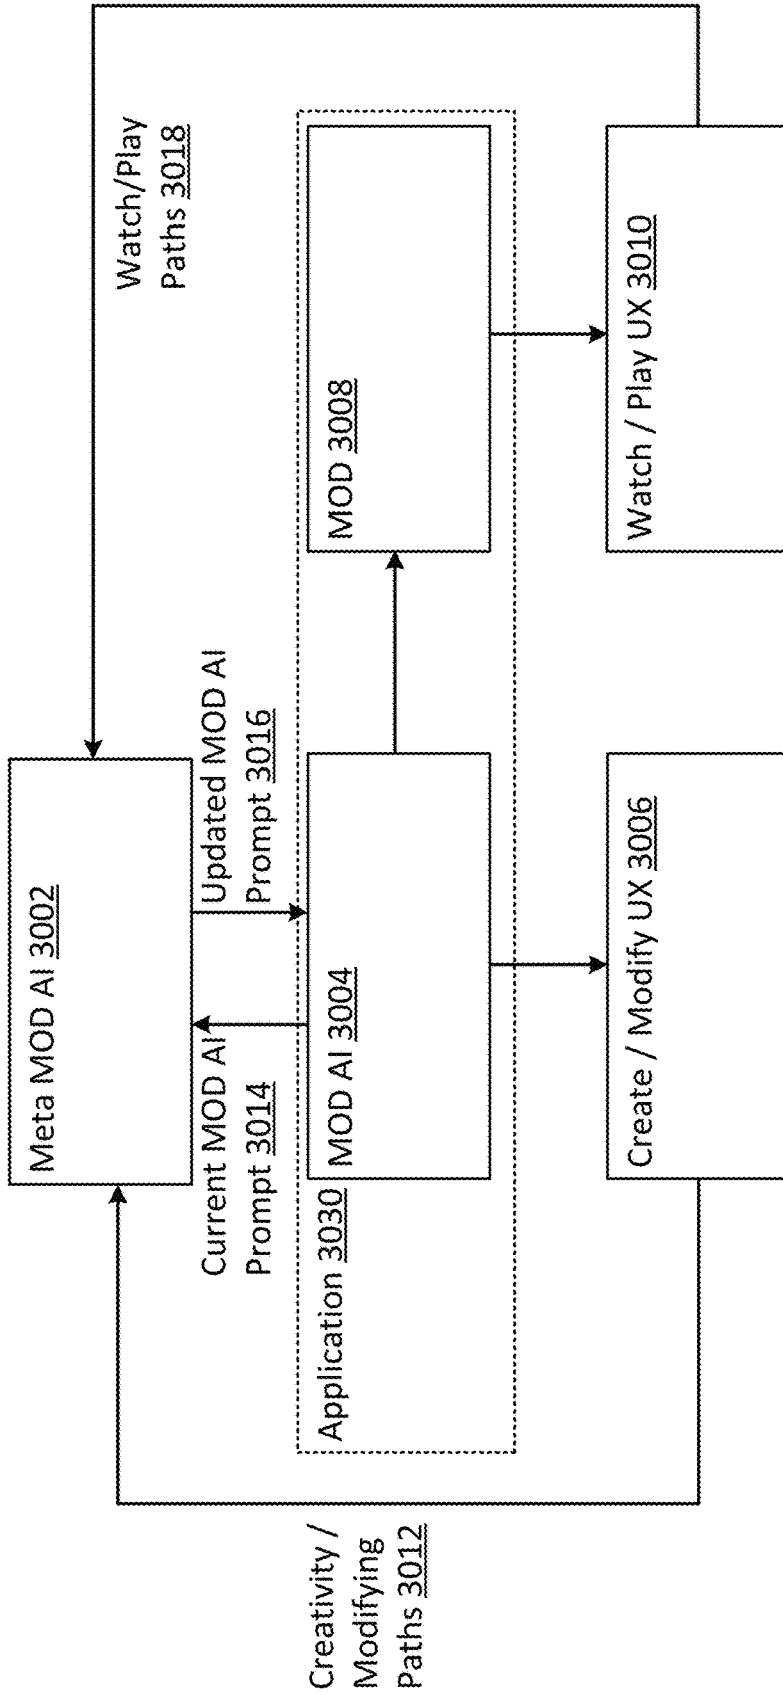 Meta MOD AI 3002
Watch/Play
Paths 3018
Current MOD AI
Prompt 3014
Updated MOD AI
Prompt 3016
Creativity /
Modifying
Paths 3012
Application 3030
MOD AI 3004
MOD 3008
Create / Modify UX 3006
Watch / Play UX 3010